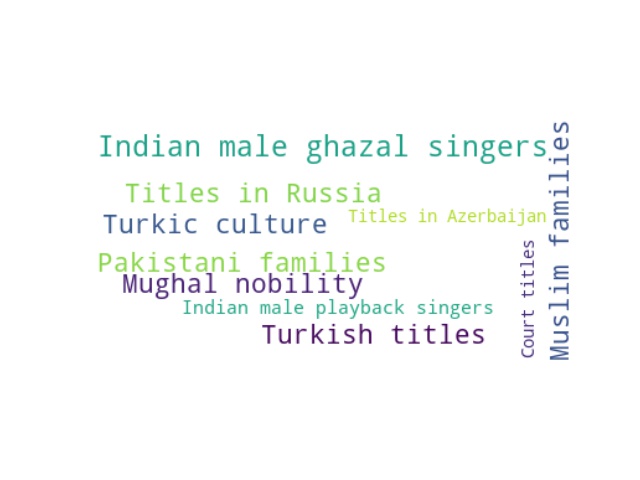 Indian male ghazal singers
Titles in Russia
Titles in Azerbaijan
Turkic culture
Pakistani families
Mughal nobility
Indian male playback singers
Turkish titles
Court titles
Muslim families